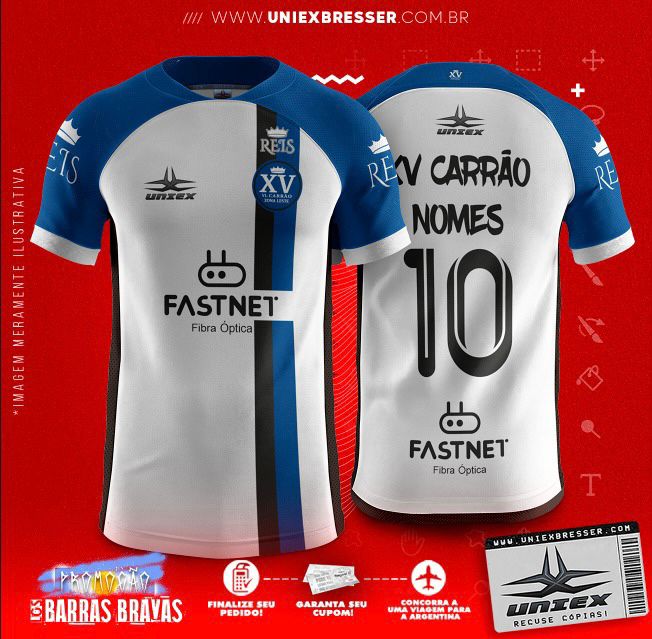 //// WWW.UNIEXBRESSER.COM.BR
*IMAGEM MERAMENTE ILUSTRATIVA
REIS
REIS
XV
VL CARRÃO
ZONA LESTE
UNIEX
FASTNET
Fibra Óptica
REIS
XV
UNIEX
XV CARRÃO
NOMES
10
FASTNET
Fibra Óptica
RE
T
PROMOÇÃO
LOS
BARRAS BRAVAS
FINALIZE SEU
PEDIDO!
GARANTA SEU
CUPOM!
CONCORRA A
UMA VIAGEM PARA
A ARGENTINA
WWW.UNIEXBRESSER.COM
UNIEX
RECUSE CÓPIAS!